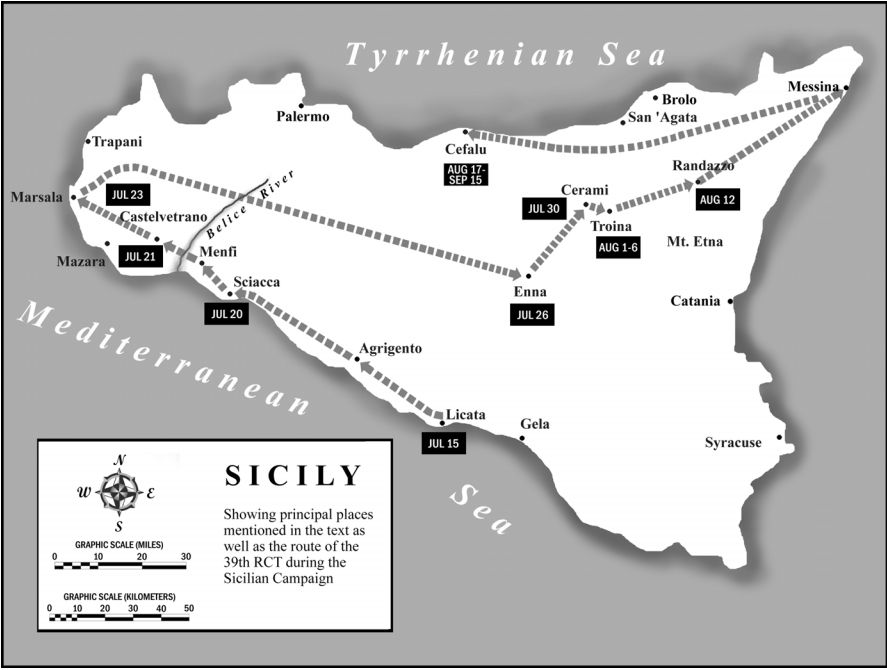 Tyrrhenian Sea
Messina
Brolo
San 'Agata
Palermo
Trapani
Cefalu
AUG 17-
SEP 15
Randazzo
AUG 12
Cerami
JUL 30
Troina
AUG 1-6
Marsala
JUL 23
Belice River
Castelvetrano
JUL 21
Mazara
Menfi
Mt. Etna
Sciacca
JUL 20
Enna
JUL 26
Catania
Mediterranean Sea
Agrigento
Licata
JUL 15
Gela
Syracuse
N
W E
S
GRAPHIC SCALE (MILES)
0 10 20 30
GRAPHIC SCALE (KILOMETERS)
0 10 20 30 40 50
SICILY
Showing principal places
mentioned in the text as
well as the route of the
39th RCT during the
Sicilian Campaign